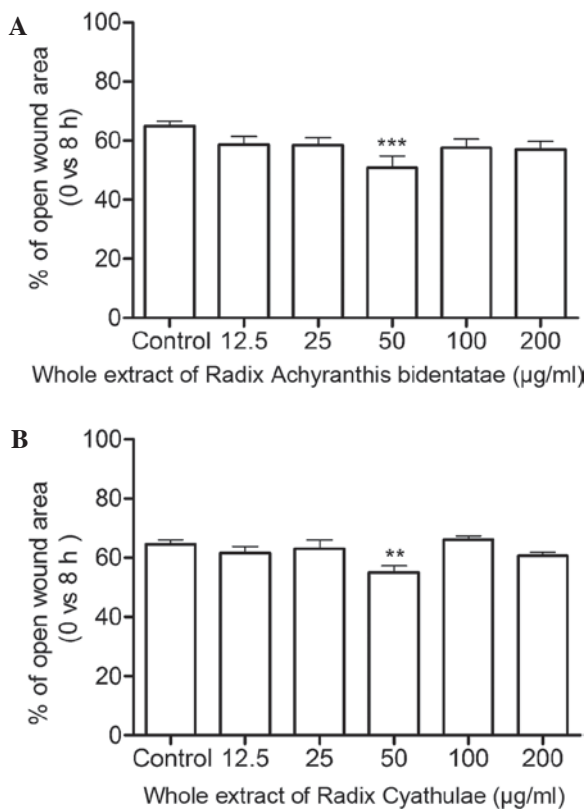 A
% of open wound area
(0 vs 8 h)
100
80
60
40
20
0
***
Control 12.5 25 50 100 200
Whole extract of Radix Achyranthis bidentatae (µg/ml)
B
% of open wound area
(0 vs 8 h)
100
80
60
40
20
0
**
Control 12.5 25 50 100 200
Whole extract of Radix Cyathulae (µg/ml)